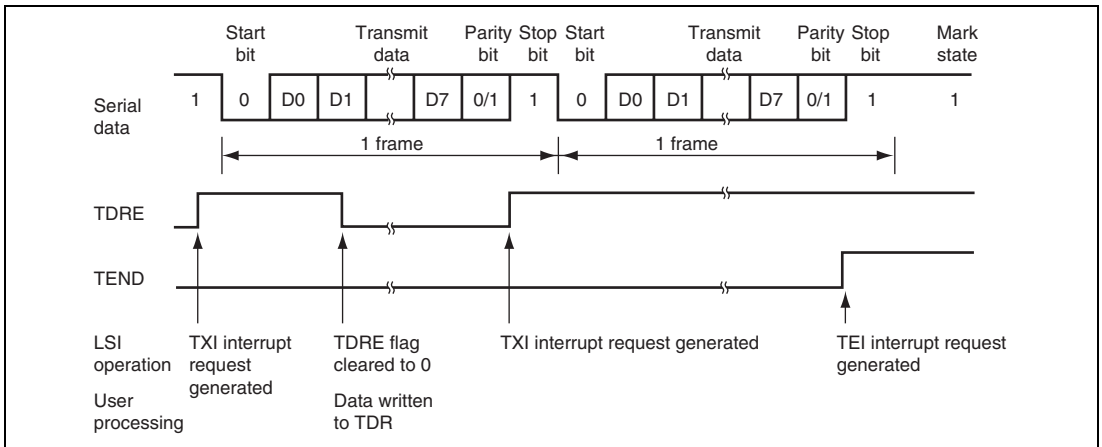 Start bit Transmit data Parity bit Stop bit Start bit Transmit data Parity bit Stop bit Mark state
Serial data 1 0 D0 D1 D7 0/1 1 0 D0 D1 D7 0/1 1 1
1 frame 1 frame
TDRE
TEND
LSI operation TXI interrupt request generated TDRE flag cleared to 0 TXI interrupt request generated TEI interrupt request generated
User processing Data written to TDR